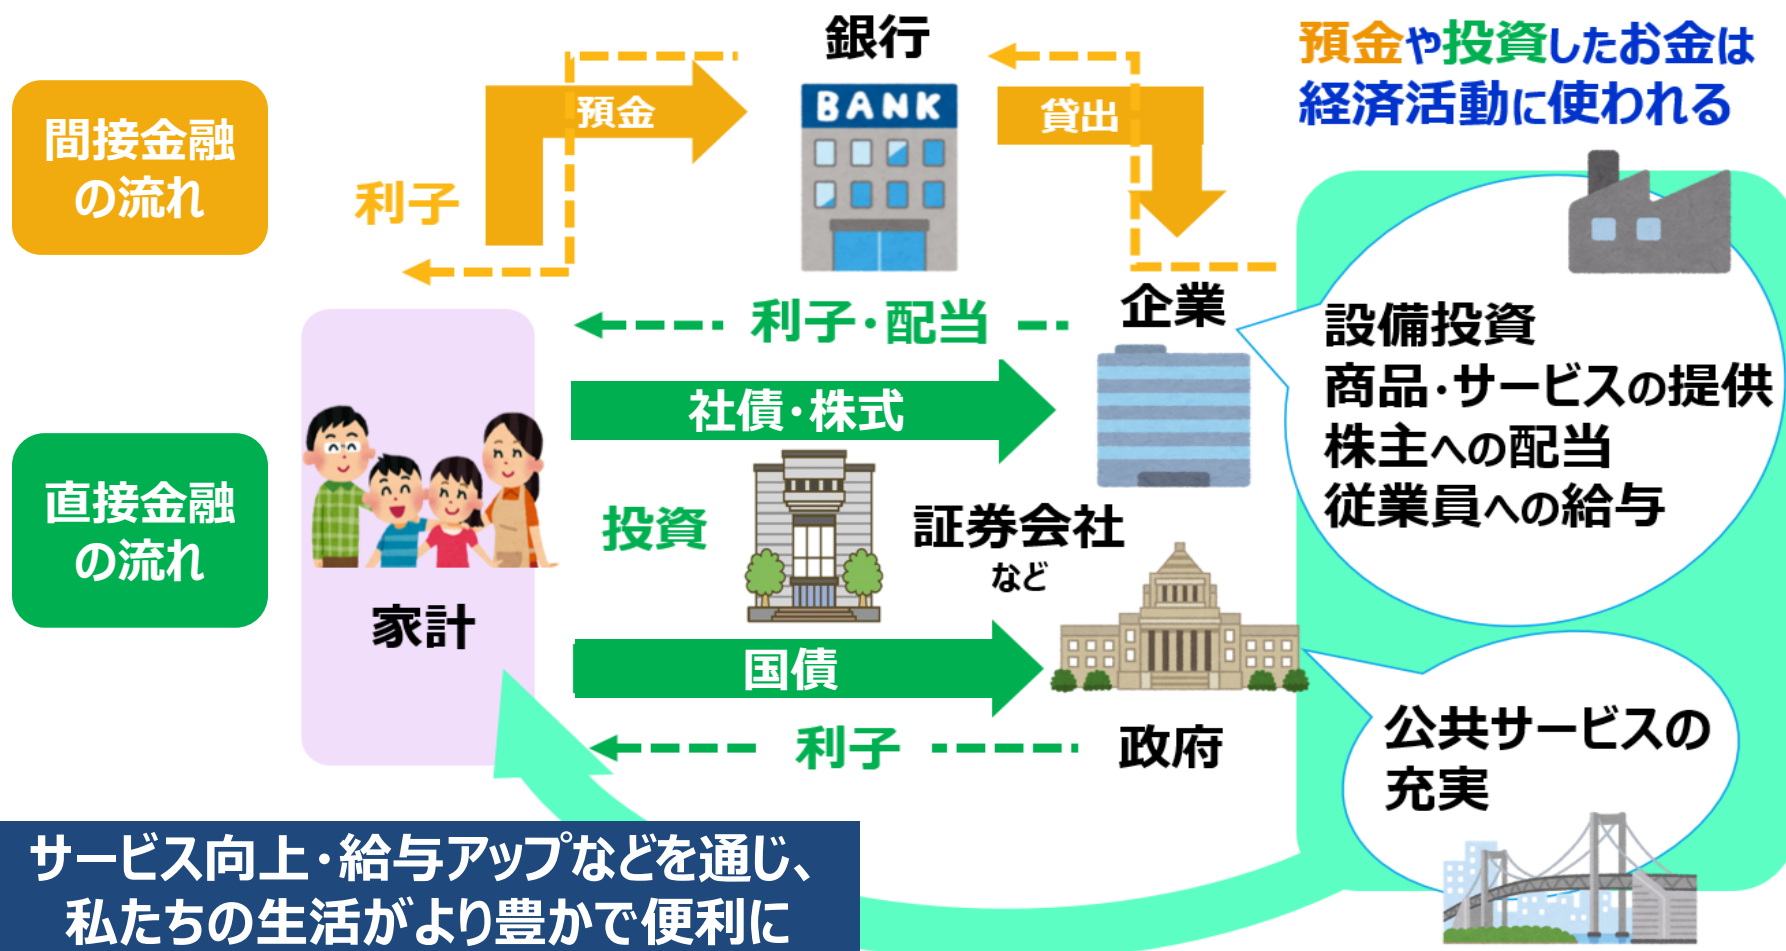 間接金融
の流れ
預金
銀行
BANK
貸出
利子
預金や投資したお金は
経済活動に使われる
直接金融
の流れ
利子・配当
企業
社債・株式
投資
証券会社
など
家計
国債
利子
政府
設備投資
商品・サービスの提供
株主への配当
従業員への給与
公共サービスの
充実
サービス向上・給与アップなどを通じ、
私たちの生活がより豊かで便利に